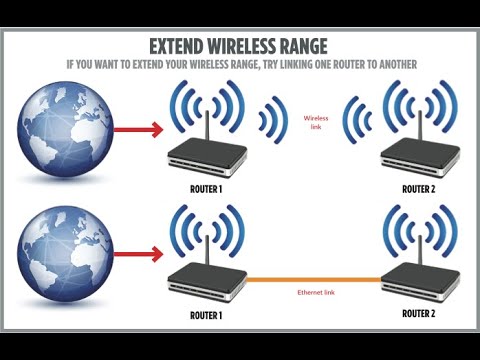 EXTEND WIRELESS RANGE
IF YOU WANT TO EXTEND YOUR WIRELESS RANGE, TRY LINKING ONE ROUTER TO ANOTHER
Wireless
link
ROUTER 1
ROUTER 2
Ethernet link
ROUTER 1
ROUTER 2